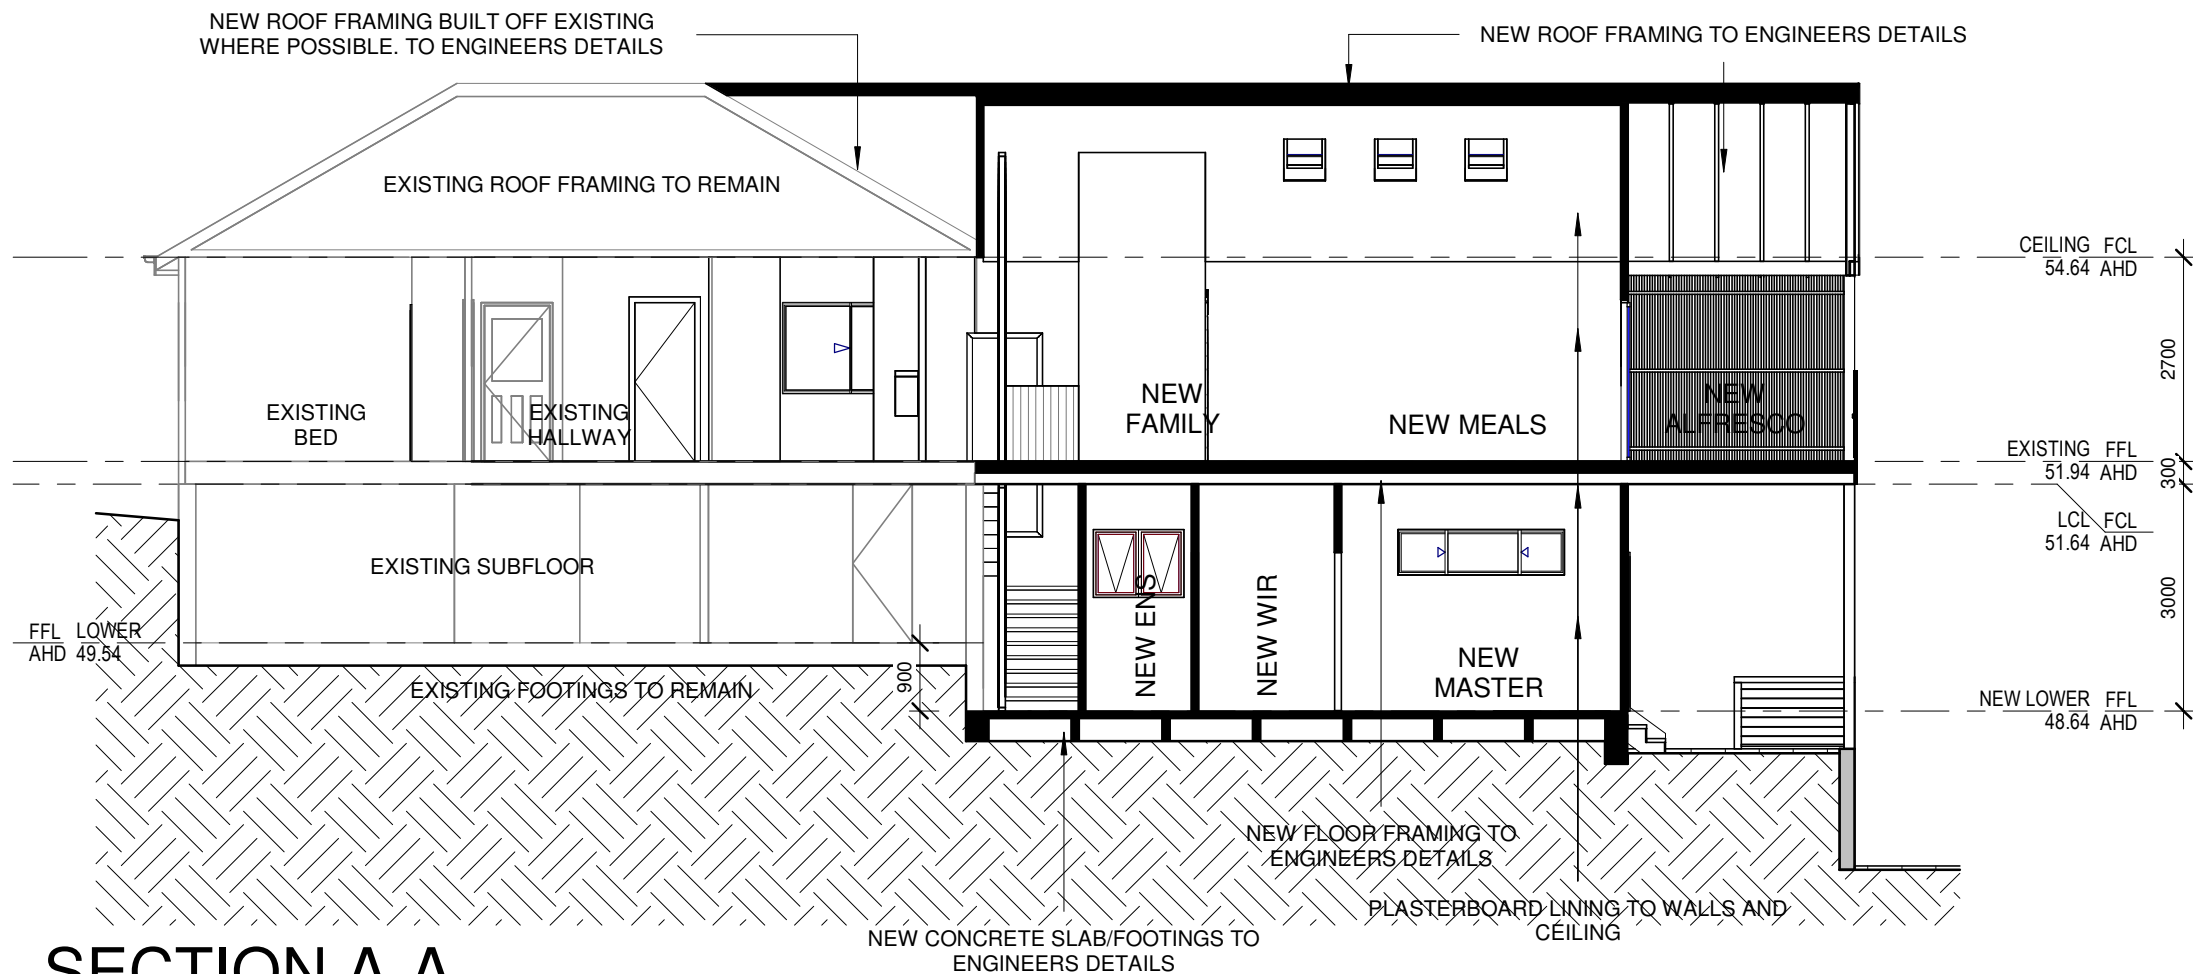 NEW ROOF FRAMING BUILT OFF EXISTING
WHERE POSSIBLE. TO ENGINEERS DETAILS
NEW ROOF FRAMING TO ENGINEERS DETAILS
EXISTING ROOF FRAMING TO REMAIN
CEILING FCL
54.64 AHD
2700
EXISTING
BED
EXISTING
HALLWAY
NEW
FAMILY
NEW MEALS
NEW
ALFRESCO
EXISTING FFL
51.94 AHD
300
LCL FCL
51.64 AHD
EXISTING SUBFLOOR
3000
FFL LOWER
AHD 49.54
900
NEW ENS
NEW WIR
NEW
MASTER
EXISTING FOOTINGS TO REMAIN
NEW LOWER FFL
48.64 AHD
NEW FLOOR FRAMING TO
ENGINEERS DETAILS
PLASTERBOARD LINING TO WALLS AND
CEILING
NEW CONCRETE SLAB/FOOTINGS TO
ENGINEERS DETAILS
SECTION A A